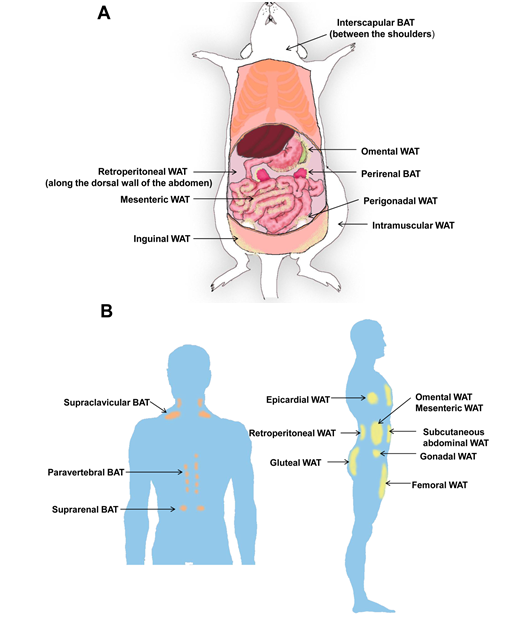 A
Interscapular BAT
(between the shoulders)
Omental WAT
Retroperitoneal WAT
(along the dorsal wall of the abdomen)
Perirenal BAT
Mesenteric WAT
Perigonadal WAT
Intramuscular WAT
Inguinal WAT
B
Supraclavicular BAT
Paravertebral BAT
Suprarenal BAT
Epicardial WAT
Omental WAT
Mesenteric WAT
Retroperitoneal WAT
Subcutaneous
abdominal WAT
Gonadal WAT
Gluteal WAT
Femoral WAT